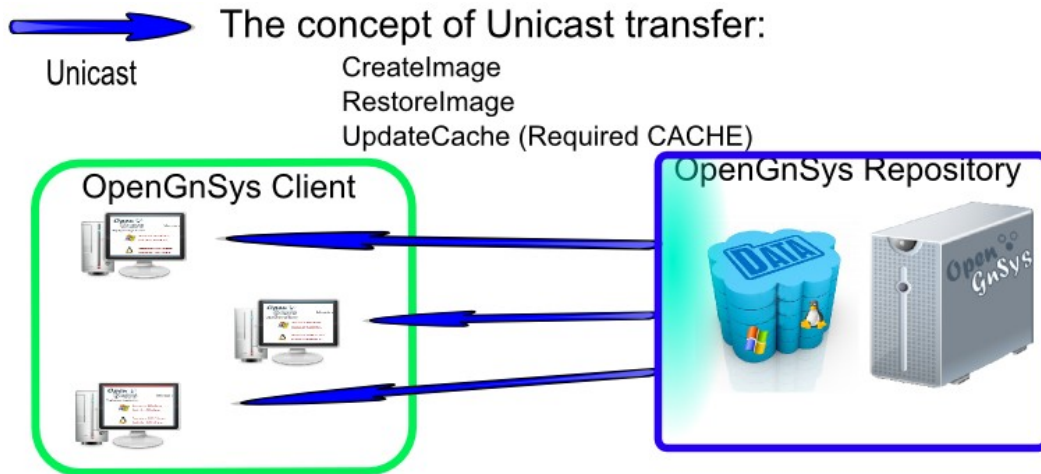 The concept of Unicast transfer:
Unicast
CreateImage
RestoreImage
UpdateCache (Required CACHE)
OpenGnSys Client
OpenGnSys Repository
DATA
Open
GnSys